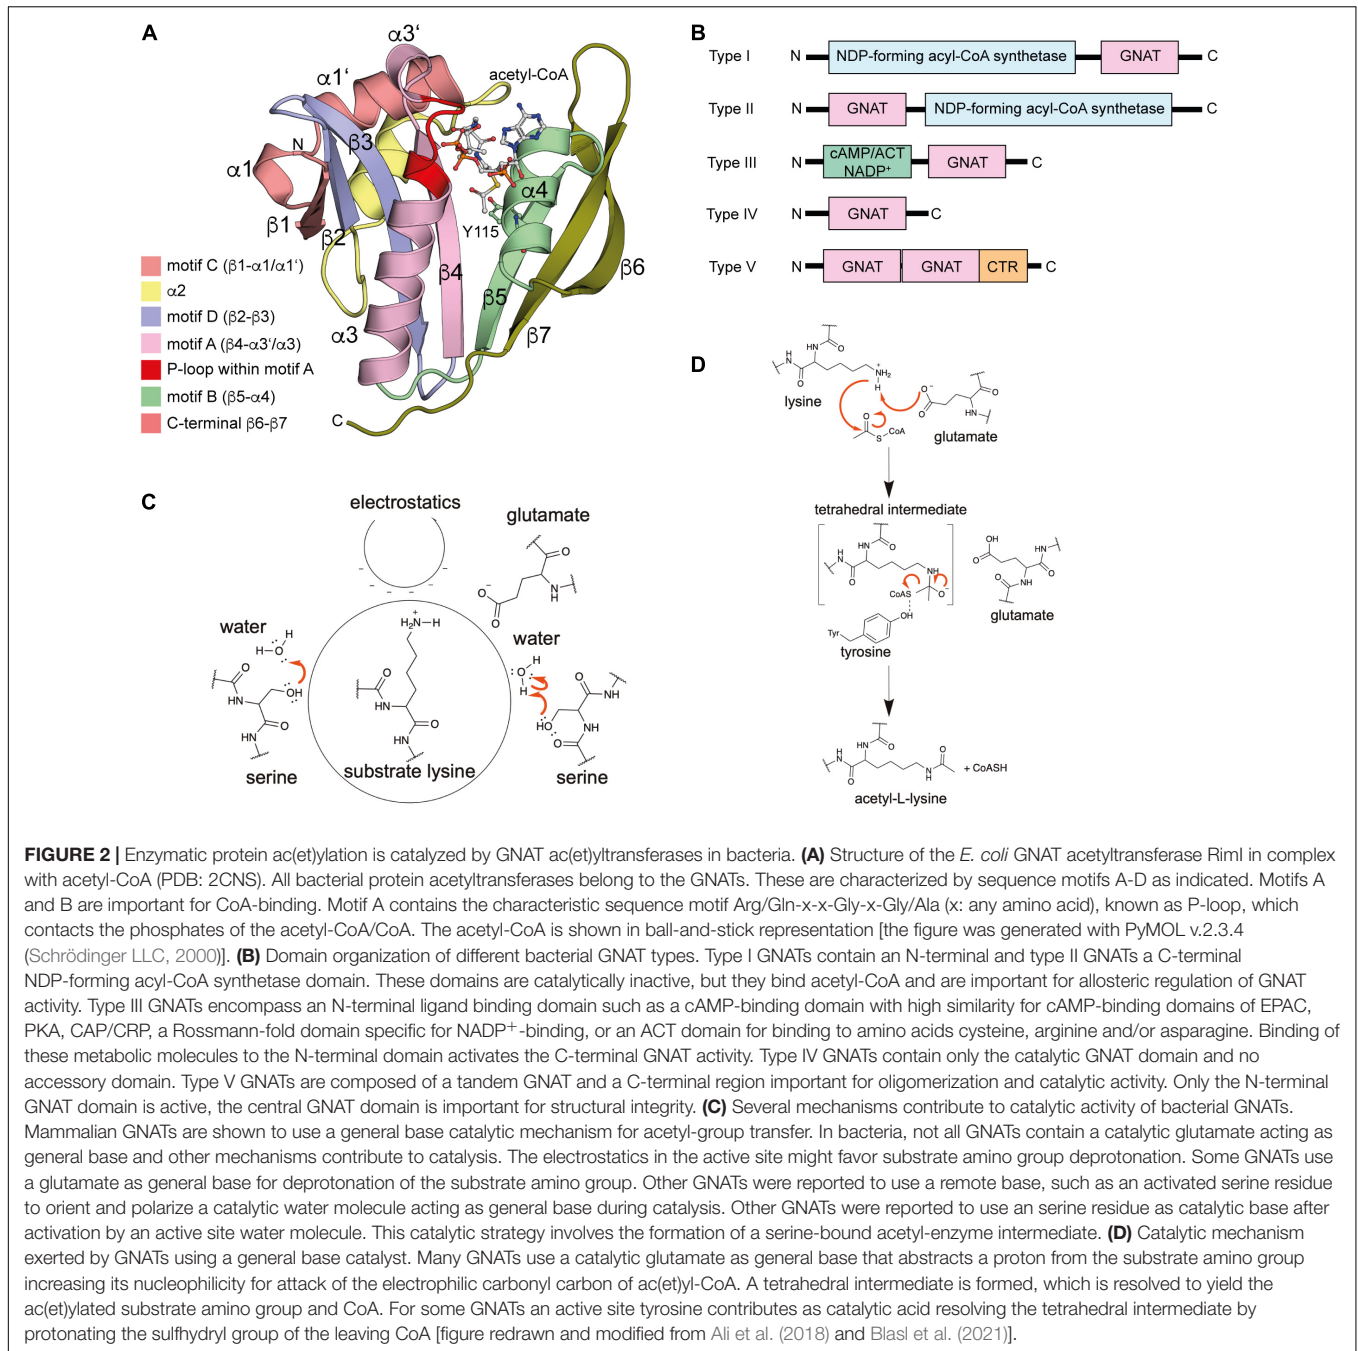 A
α3‘
α1‘
acetyl-CoA
N
β3
α1
α4
β1
β2
Y115
β4
β6
β5
α3
β7
C
motif C (β1-α1/α1‘)
α2
motif D (β2-β3)
motif A (β4-α3‘/α3)
P-loop within motif A
motif B (β5-α4)
C-terminal β6-β7
B
Type I N NDP-forming acyl-CoA synthetase GNAT C
Type II N GNAT NDP-forming acyl-CoA synthetase C
Type III N cAMP/ACT NADP+ GNAT C
Type IV N GNAT C
Type V N GNAT GNAT CTR C
C
electrostatics
glutamate
water
water
serine
substrate lysine
serine
D
lysine
glutamate
tetrahedral intermediate
CoAS
Tyr
tyrosine
glutamate
+ CoASH
acetyl-L-lysine
FIGURE 2 | Enzymatic protein ac(et)ylation is catalyzed by GNAT ac(et)yltransferases in bacteria. (A) Structure of the E. coli GNAT acetyltransferase RimI in complex
with acetyl-CoA (PDB: 2CNS). All bacterial protein acetyltransferases belong to the GNATs. These are characterized by sequence motifs A-D as indicated. Motifs A
and B are important for CoA-binding. Motif A contains the characteristic sequence motif Arg/Gln-x-x-Gly-x-Gly/Ala (x: any amino acid), known as P-loop, which
contacts the phosphates of the acetyl-CoA/CoA. The acetyl-CoA is shown in ball-and-stick representation [the figure was generated with PyMOL v.2.3.4
(Schrödinger LLC, 2000)]. (B) Domain organization of different bacterial GNAT types. Type I GNATs contain an N-terminal and type II GNATs a C-terminal
NDP-forming acyl-CoA synthetase domain. These domains are catalytically inactive, but they bind acetyl-CoA and are important for allosteric regulation of GNAT
activity. Type III GNATs encompass an N-terminal ligand binding domain such as a cAMP-binding domain with high similarity for cAMP-binding domains of EPAC,
PKA, CAP/CRP, a Rossmann-fold domain specific for NADP+-binding, or an ACT domain for binding to amino acids cysteine, arginine and/or asparagine. Binding of
these metabolic molecules to the N-terminal domain activates the C-terminal GNAT activity. Type IV GNATs contain only the catalytic GNAT domain and no
accessory domain. Type V GNATs are composed of a tandem GNAT and a C-terminal region important for oligomerization and catalytic activity. Only the N-terminal
GNAT domain is active, the central GNAT domain is important for structural integrity. (C) Several mechanisms contribute to catalytic activity of bacterial GNATs.
Mammalian GNATs are shown to use a general base catalytic mechanism for acetyl-group transfer. In bacteria, not all GNATs contain a catalytic glutamate acting as
general base and other mechanisms contribute to catalysis. The electrostatics in the active site might favor substrate amino group deprotonation. Some GNATs use
a glutamate as general base for deprotonation of the substrate amino group. Other GNATs were reported to use a remote base, such as an activated serine residue
to orient and polarize a catalytic water molecule acting as general base during catalysis. Other GNATs were reported to use an serine residue as catalytic base after
activation by an active site water molecule. This catalytic strategy involves the formation of a serine-bound acetyl-enzyme intermediate. (D) Catalytic mechanism
exerted by GNATs using a general base catalyst. Many GNATs use a catalytic glutamate as general base that abstracts a proton from the substrate amino group
increasing its nucleophilicity for attack of the electrophilic carbonyl carbon of ac(et)yl-CoA. A tetrahedral intermediate is formed, which is resolved to yield the
ac(et)ylated substrate amino group and CoA. For some GNATs an active site tyrosine contributes as catalytic acid resolving the tetrahedral intermediate by
protonating the sulfhydryl group of the leaving CoA [figure redrawn and modified from Ali et al. (2018) and Blasl et al. (2021)].